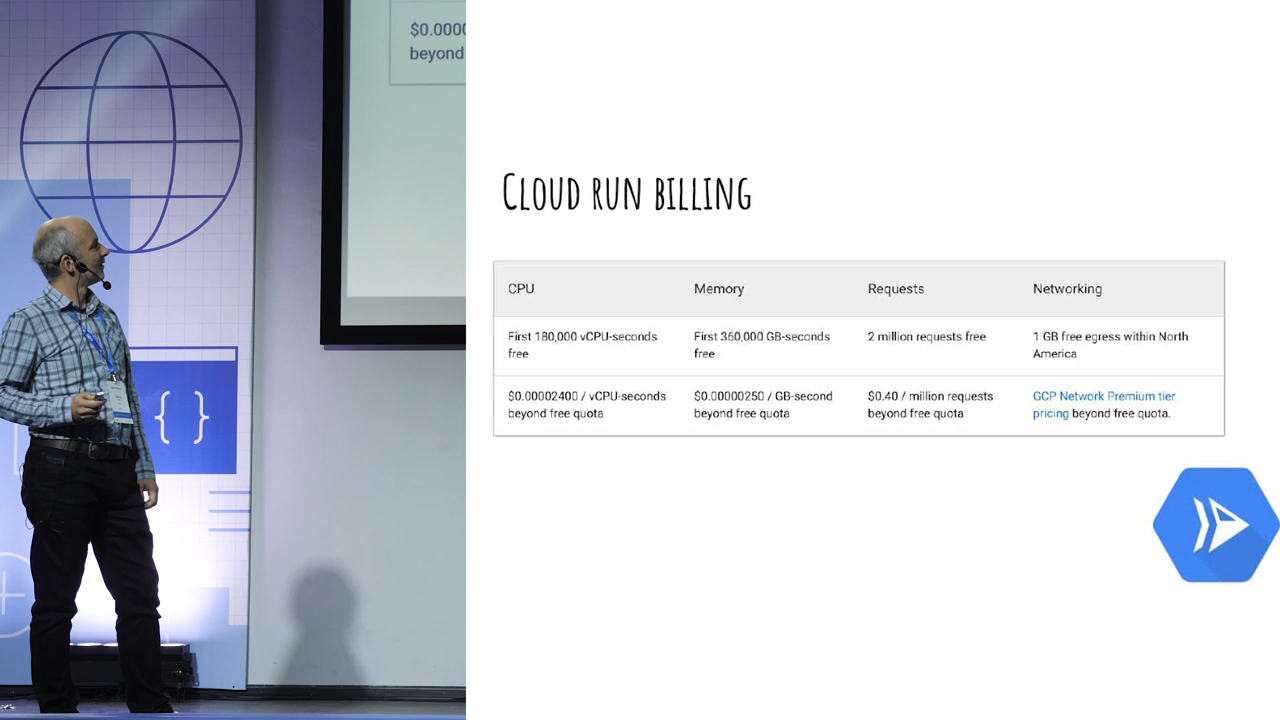 $0.0000
beyond
{ }
Cloud run billing
CPU
Memory
Requests
Networking
First 180,000 vCPU-seconds
free
First 360,000 GB-seconds
free
2 million requests free
1 GB free egress within North
America
$0.00002400 / vCPU-seconds
beyond free quota
$0.00000250 / GB-second
beyond free quota
$0.40 / million requests
beyond free quota
GCP Network Premium tier
pricing beyond free quota.